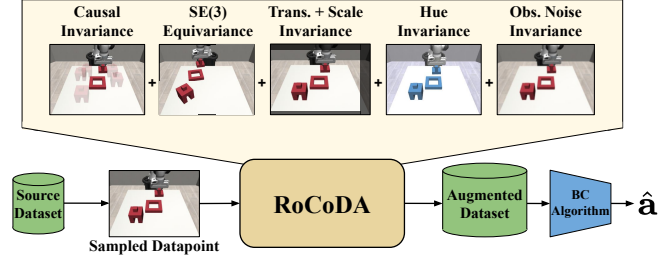 Causal Invariance
SE(3) Equivariance
Trans. + Scale Invariance
Hue Invariance
Obs. Noise Invariance
+ + + +
Source Dataset
Sampled Datapoint
RoCoDA
Augmented Dataset
BC Algorithm
â